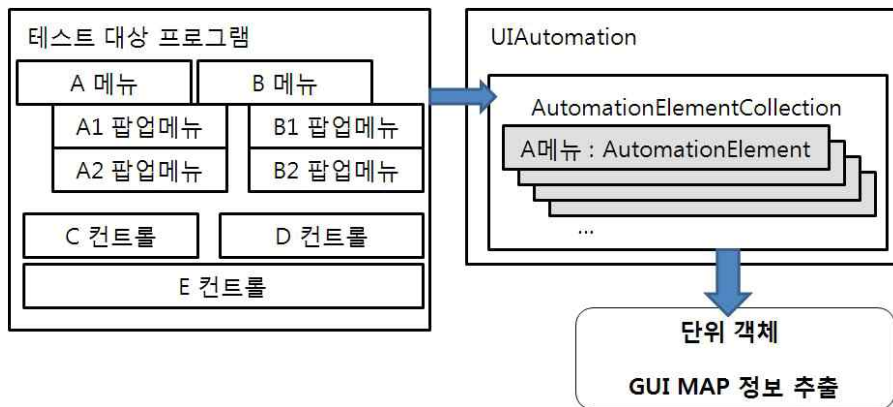 테스트 대상 프로그램
A 메뉴
B 메뉴
A1 팝업메뉴
B1 팝업메뉴
A2 팝업메뉴
B2 팝업메뉴
C 컨트롤
D 컨트롤
E 컨트롤
UIAutomation
AutomationElementCollection
A메뉴 : AutomationElement
...
단위 객체
GUI MAP 정보 추출